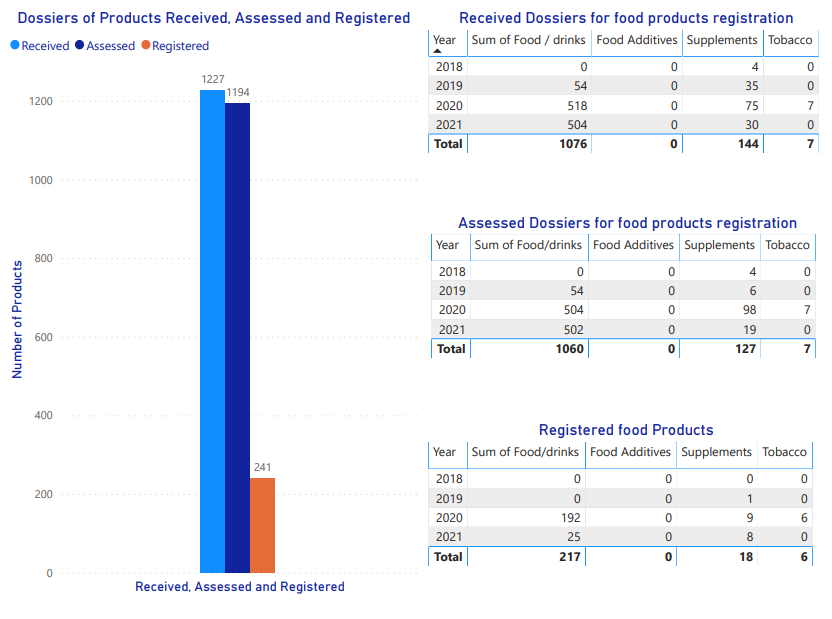 Dossiers of Products Received, Assessed and Registered
Received Assessed Registered
1227
1194
241
1200
1000
800
600
400
200
0
Number of Products
Received, Assessed and Registered
Received Dossiers for food products registration
Year Sum of Food / drinks Food Additives Supplements Tobacco
2018 0 0 4 0
2019 54 0 35 0
2020 518 0 75 7
2021 504 0 30 0
Total 1076 0 144 7
Assessed Dossiers for food products registration
Year Sum of Food/drinks Food Additives Supplements Tobacco
2018 0 0 4 0
2019 54 0 6 0
2020 504 0 98 7
2021 502 0 19 0
Total 1060 0 127 7
Registered food Products
Year Sum of Food/drinks Food Additives Supplements Tobacco
2018 0 0 0 0
2019 0 0 1 0
2020 192 0 9 6
2021 25 0 8 0
Total 217 0 18 6